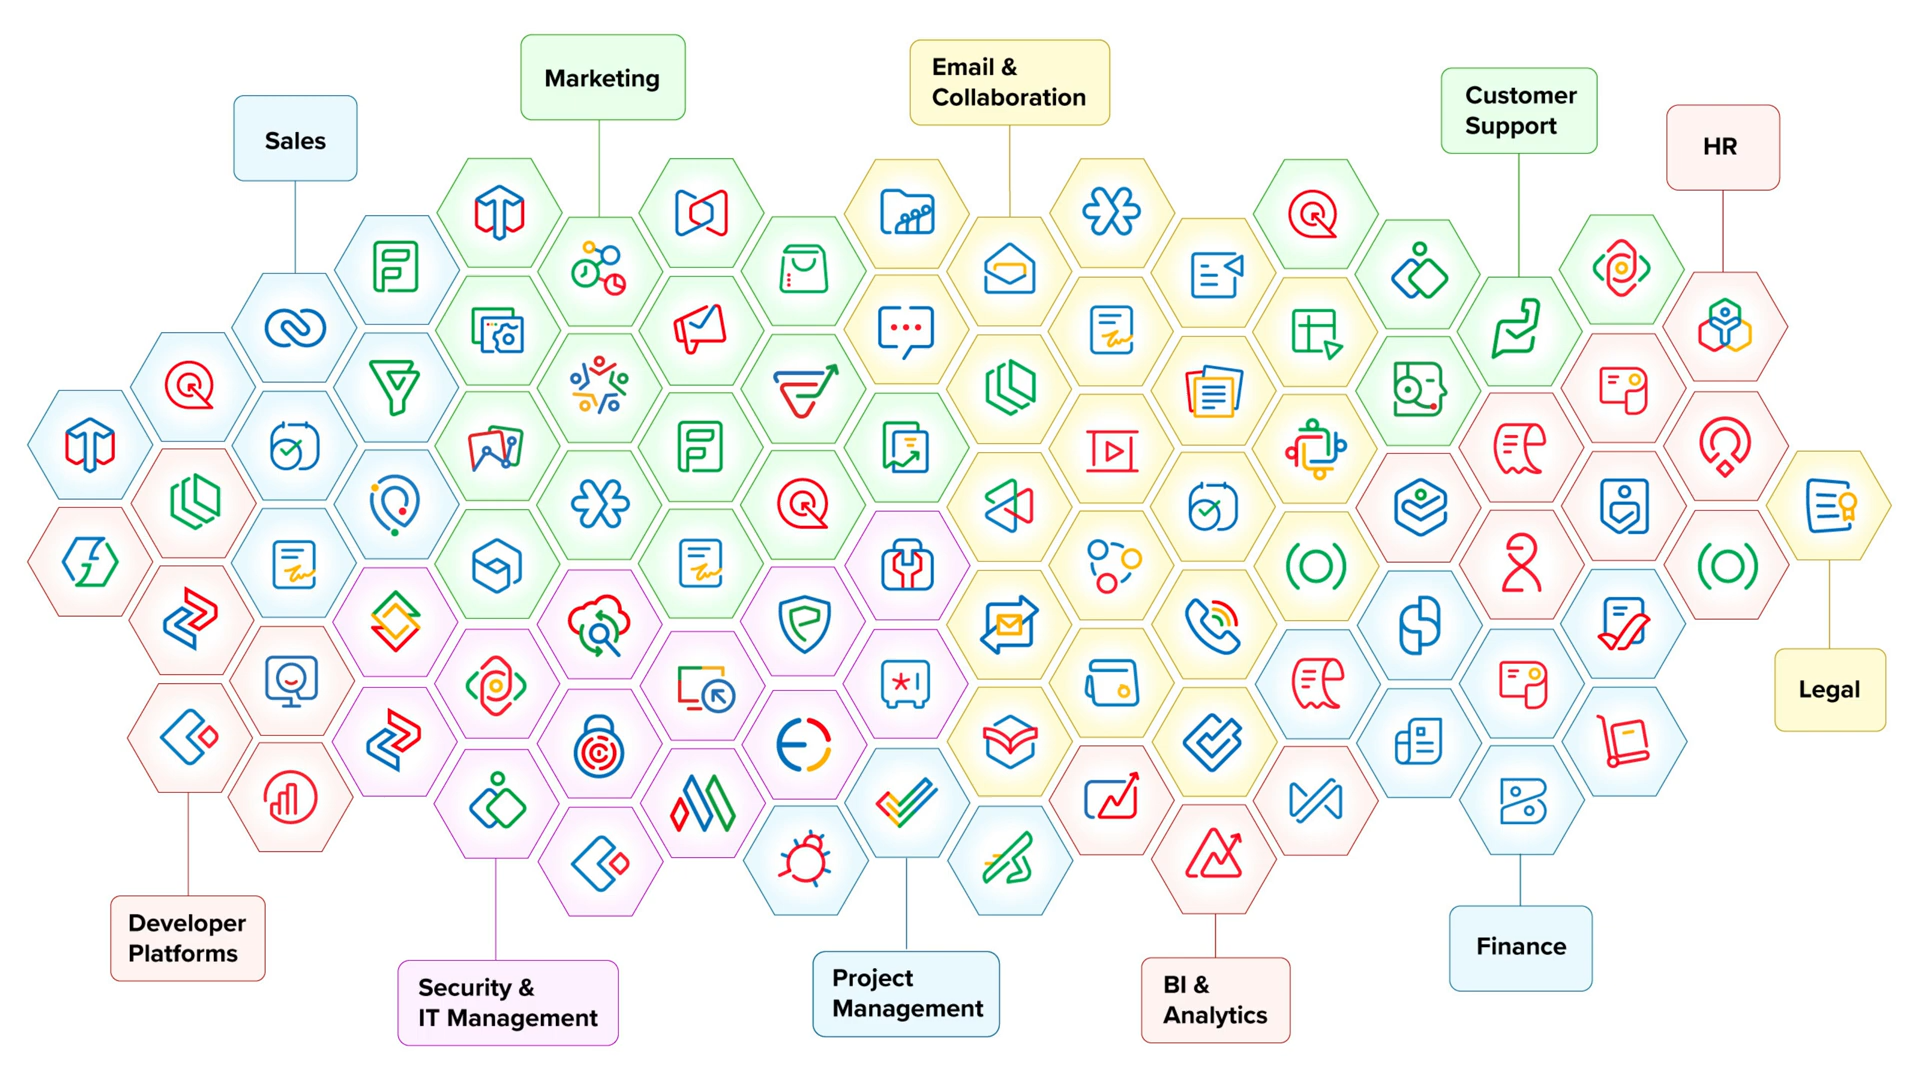 Marketing
Email &
Collaboration
Customer
Support
Sales
HR
Legal
Developer
Platforms
Finance
Security &
IT Management
Project
Management
BI &
Analytics